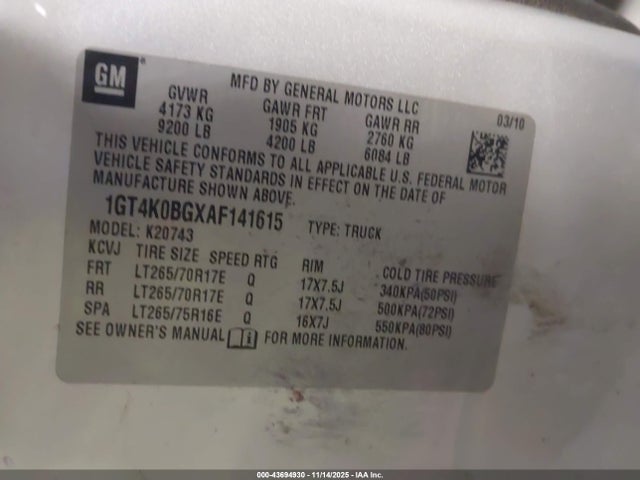 GM
MFD BY GENERAL MOTORS LLC
GVWR GAWR FRT GAWR RR 03/10
4173 KG 1905 KG 2760 KG
9200 LB 4200 LB 6084 LB
THIS VEHICLE CONFORMS TO ALL APPLICABLE U.S. FEDERAL MOTOR
VEHICLE SAFETY STANDARDS IN EFFECT ON THE DATE OF
MANUFACTURE SHOWN ABOVE.
1GT4K0BGXAF141615 TYPE: TRUCK
MODEL: K20743
KCVJ TIRE SIZE SPEED RTG RIM COLD TIRE PRESSURE
FRT LT265/70R17E Q 17X7.5J 340KPA(50PSI)
RR LT265/70R17E Q 17X7.5J 500KPA(72PSI)
SPA LT265/75R16E Q 16X7J 550KPA(80PSI)
SEE OWNER'S MANUAL FOR MORE INFORMATION.
000-43694930 - 11/14/2025 - IAA Inc.